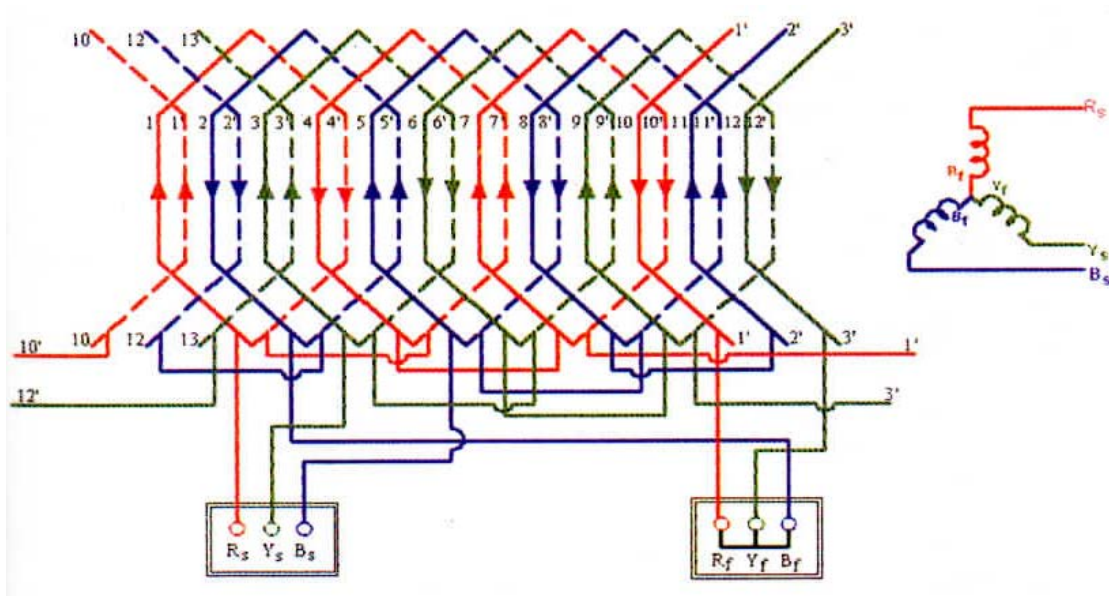 10 12 13 1' 2' 3'
1 1' 2 2' 3 3' 4 4' 5 5' 6 6' 7 7' 8 8' 9 9' 10 10' 11 11' 12 12'
10' 10 12 13 1' 2' 3' 1'
12' 3'
Rs Ys Bs
Rf Yf Bf
Rs
Bf Yf
Bf
Ys
Bs